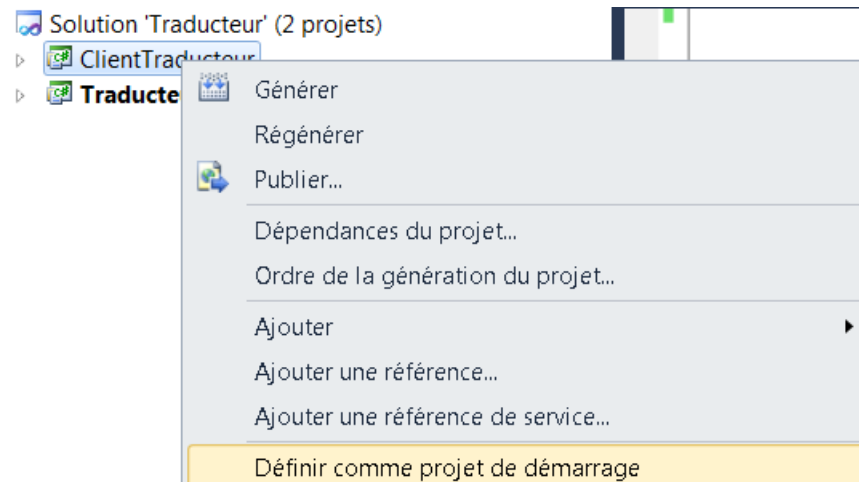 Solution 'Traducteur' (2 projets)
ClientTraducteur
Traducte
Générer
Régénérer
Publier...
Dépendances du projet...
Ordre de la génération du projet...
Ajouter
Ajouter une référence...
Ajouter une référence de service...
Définir comme projet de démarrage